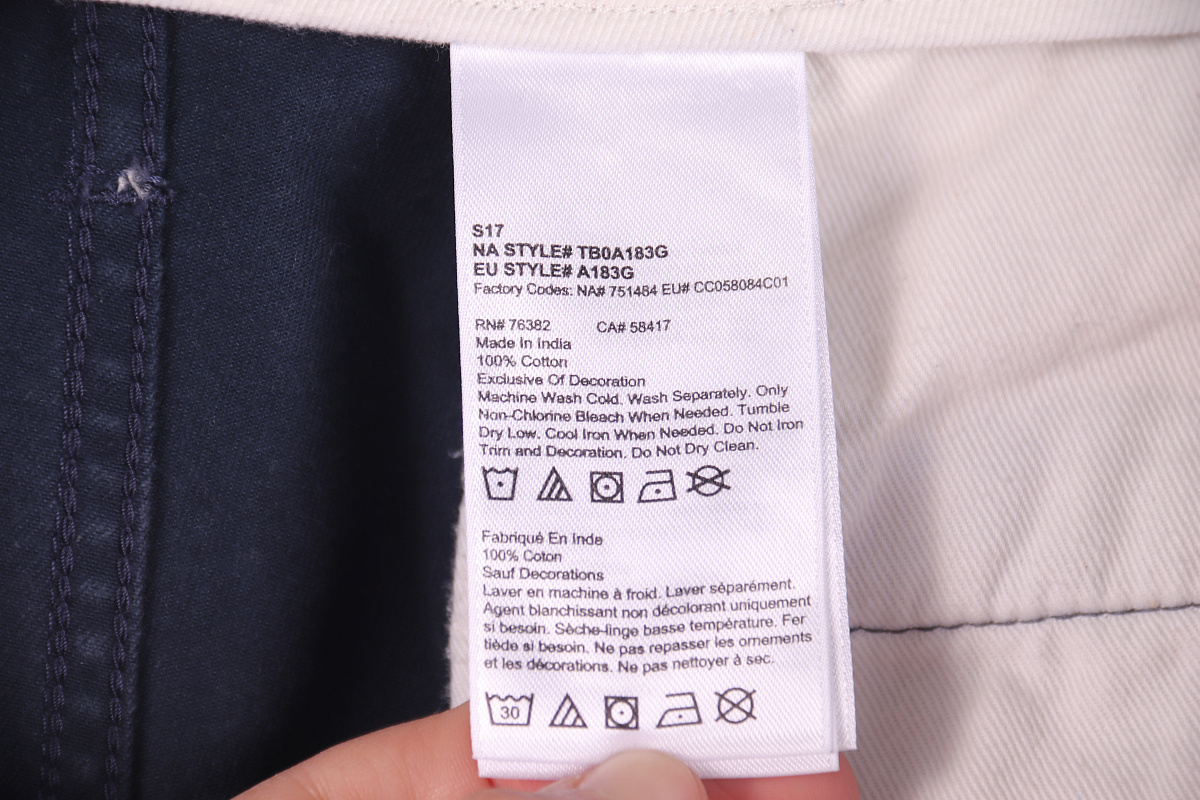 S17
NA STYLE# TB0A183G
EU STYLE# A183G
Factory Codes: NA# 751484 EU# CC058084C01
RN# 76382 CA# 58417
Made In India
100% Cotton
Exclusive Of Decoration
Machine Wash Cold. Wash Separately. Only
Non-Chlorine Bleach When Needed. Tumble
Dry Low. Cool Iron When Needed. Do Not Iron
Trim and Decoration. Do Not Dry Clean.
Fabriqué En Inde
100% Coton
Sauf Decorations
Laver en machine à froid. Laver séparément.
Agent blanchissant non décolorant uniquement
si besoin. Sèche-linge basse température. Fer
tiède si besoin. Ne pas repasser les ornements
et les décorations. Ne pas nettoyer à sec.
30